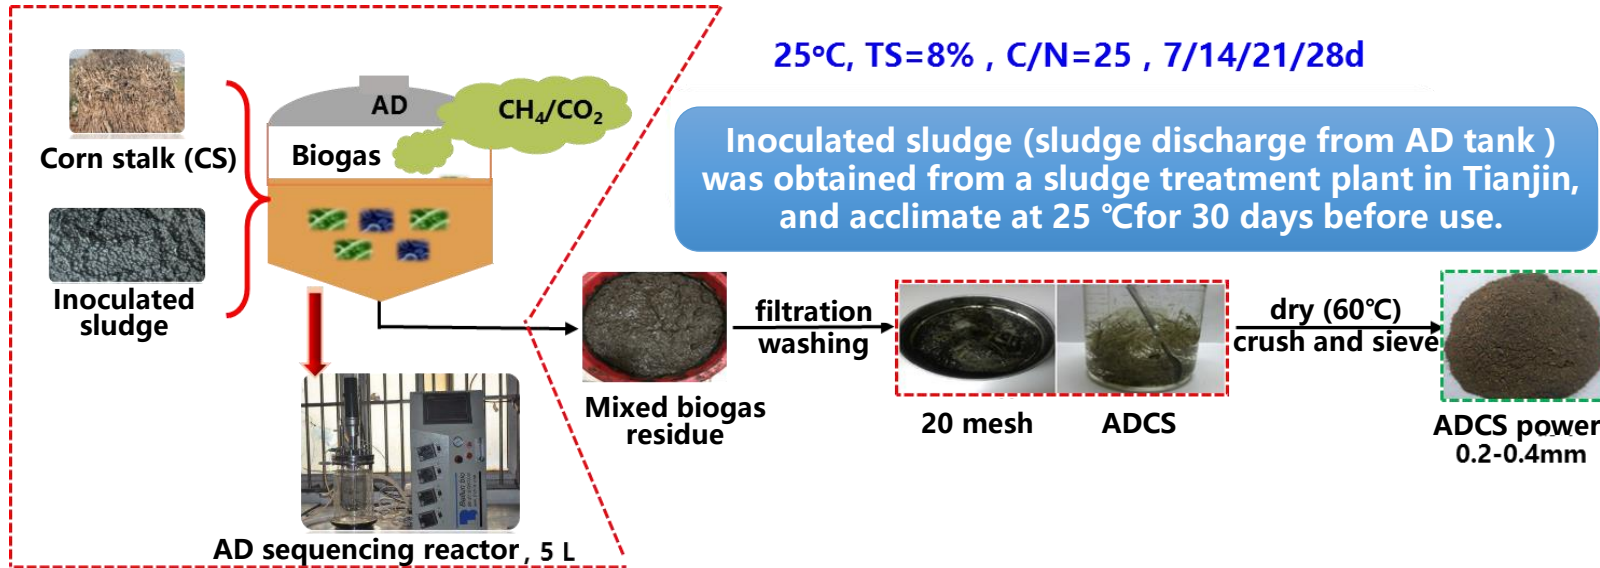 25°C, TS=8% , C/N=25 , 7/14/21/28d
AD
CH₄/CO₂
Biogas
Corn stalk (CS)
Inoculated
sludge
Inoculated sludge (sludge discharge from AD tank )
was obtained from a sludge treatment plant in Tianjin,
and acclimate at 25 ℃for 30 days before use.
filtration
washing
dry (60℃)
crush and sieve
Mixed biogas
residue
20 mesh
ADCS
ADCS power
0.2-0.4mm
AD sequencing reactor , 5 L